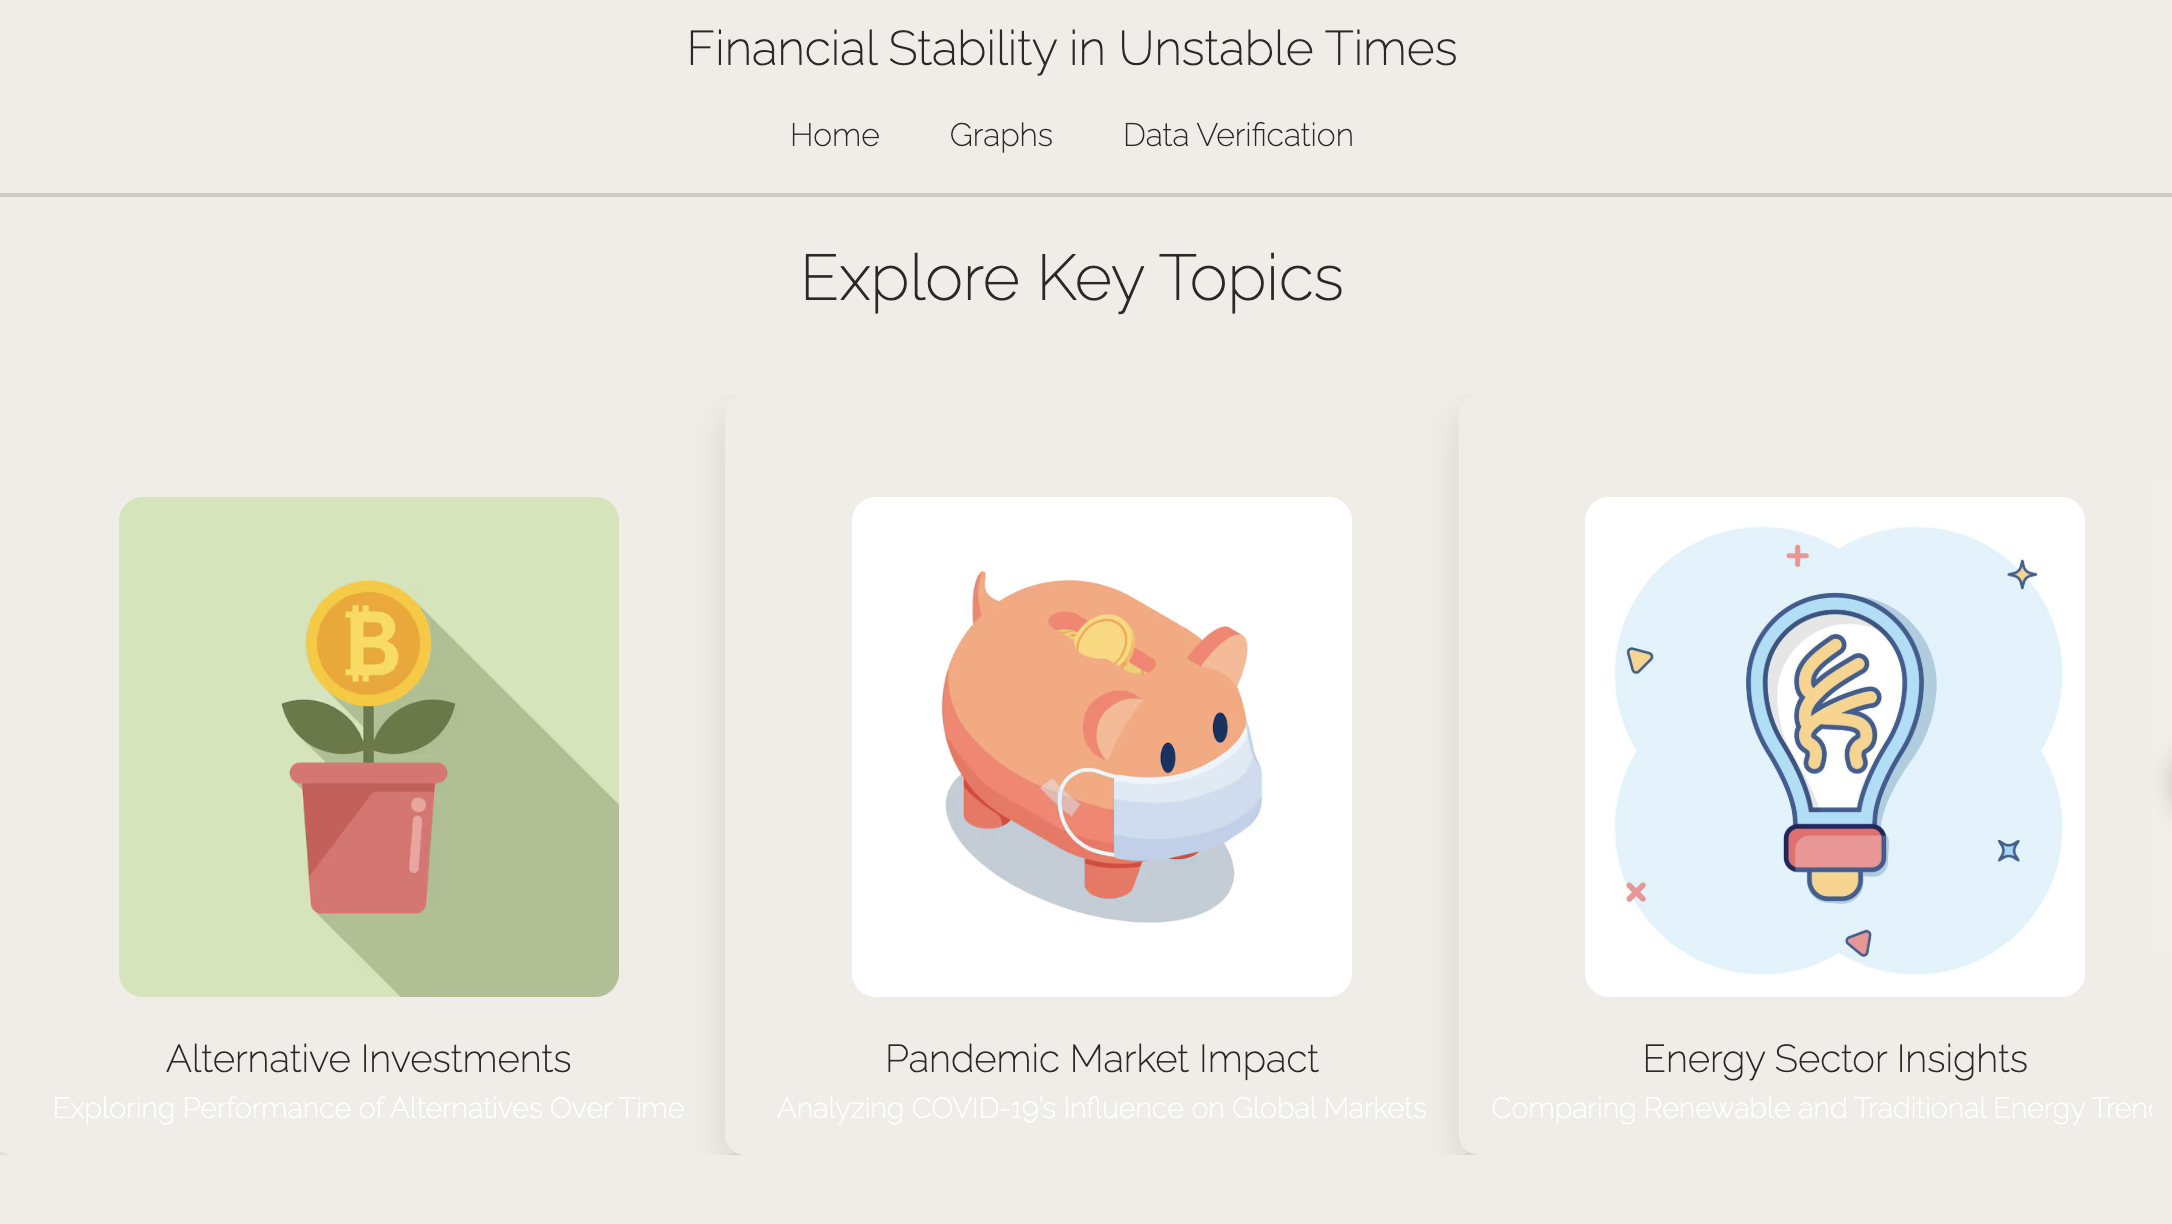 Financial Stability in Unstable Times
Home Graphs Data Verification
Explore Key Topics
Alternative Investments
Exploring Performance of Alternatives Over Time
Pandemic Market Impact
Analyzing COVID-19's Influence on Global Markets
Energy Sector Insights
Comparing Renewable and Traditional Energy